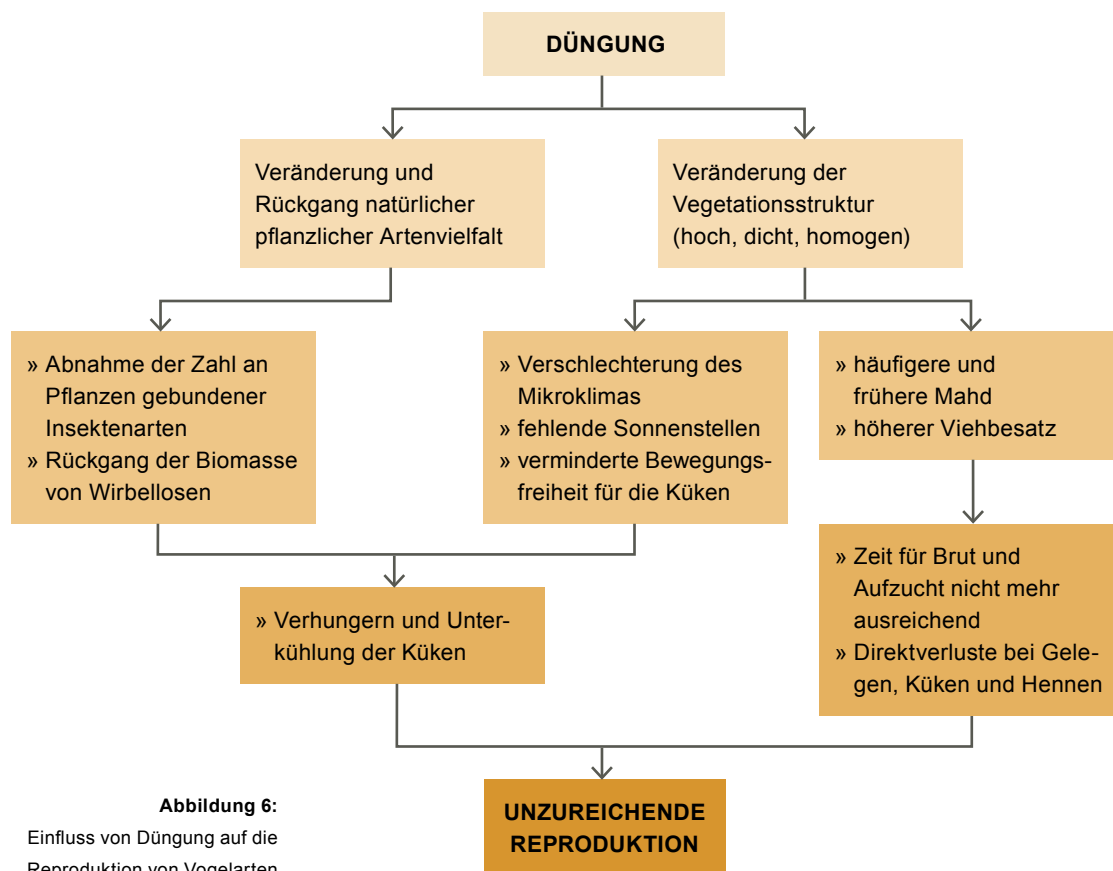 DÜNGUNG
Veränderung und
Rückgang natürlicher
pflanzlicher Artenvielfalt
Veränderung der
Vegetationsstruktur
(hoch, dicht, homogen)
» Abnahme der Zahl an
Pflanzen gebundener
Insektenarten
» Rückgang der Biomasse
von Wirbellosen
» Verschlechterung des
Mikroklimas
» fehlende Sonnenstellen
» verminderte Bewegungs-
freiheit für die Küken
» häufigere und
frühere Mahd
» höherer Viehbesatz
» Verhungern und Unter-
kühlung der Küken
» Zeit für Brut und
Aufzucht nicht mehr
ausreichend
» Direktverluste bei Gele-
gen, Küken und Hennen
UNZUREICHENDE
REPRODUKTION
Abbildung 6:
Einfluss von Düngung auf die
Reproduktion von Vogelarten